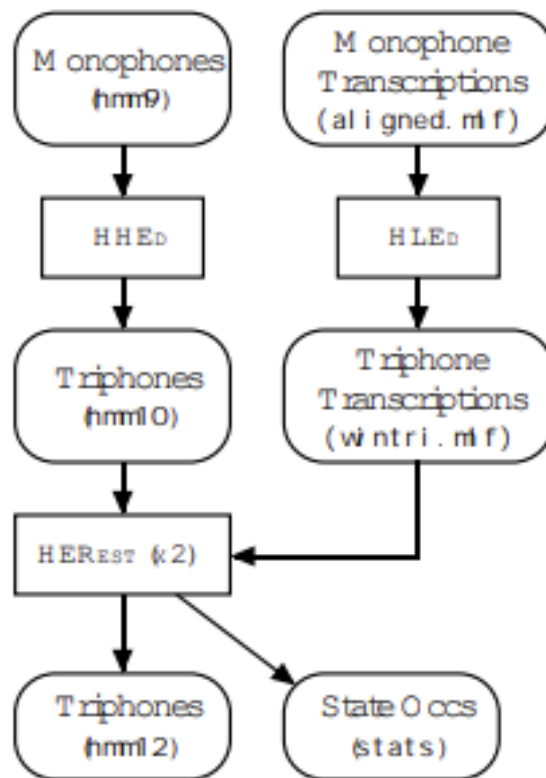 Monophones
(hmm9)
Monophone
Transcriptions
(aligned.mlf)
HHED
HLED
Triphones
(hmm10)
Triphone
Transcriptions
(wintri.mlf)
HEREST (x2)
Triphones
(hmm12)
State Occs
(stats)